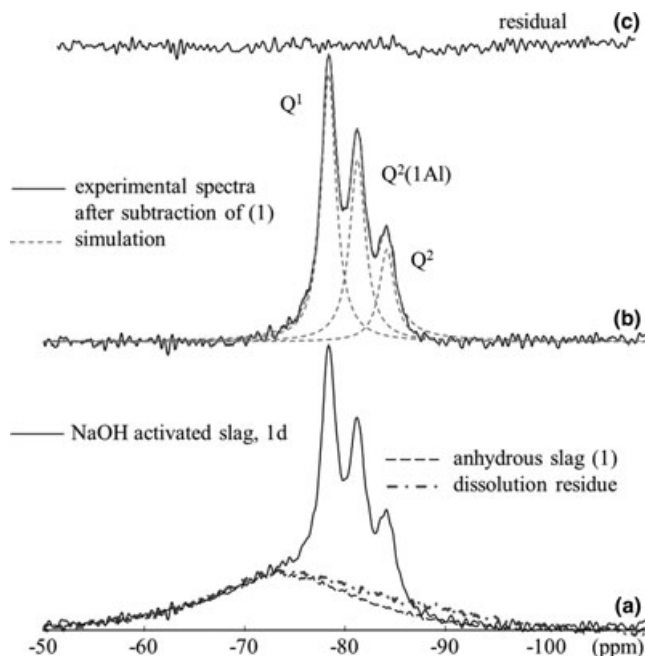 residual
(c)
Q¹
experimental spectra
after subtraction of (1)
simulation
Q²(1Al)
Q²
(b)
NaOH activated slag, 1d
anhydrous slag (1)
dissolution residue
(a)
-50 -60 -70 -80 -90 -100 (ppm)